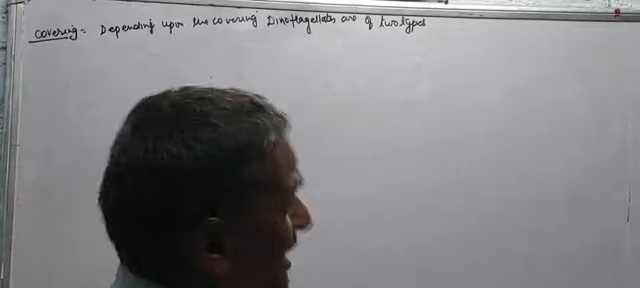 Covering:- Depending upon the covering Dinoflagellates are of two types